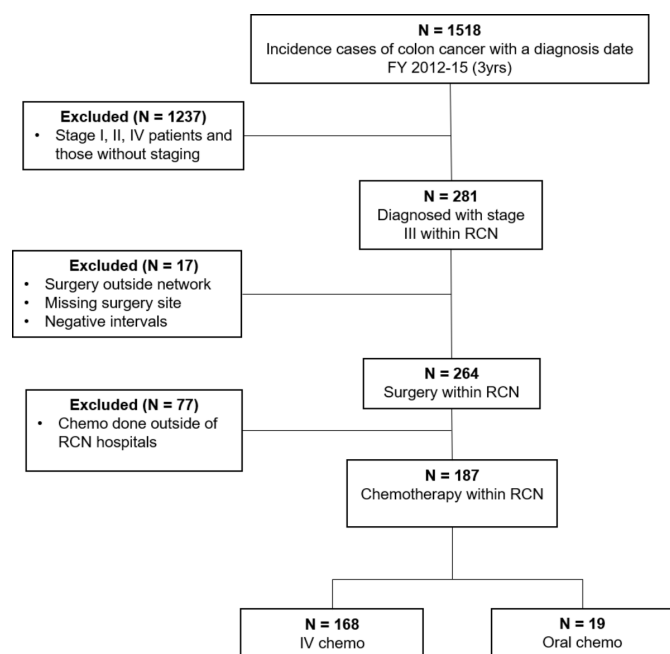 N = 1518
Incidence cases of colon cancer with a diagnosis date
FY 2012-15 (3yrs)
Excluded (N = 1237)
• Stage I, II, IV patients and
those without staging
N = 281
Diagnosed with stage
III within RCN
Excluded (N = 17)
• Surgery outside network
• Missing surgery site
• Negative intervals
N = 264
Surgery within RCN
Excluded (N = 77)
• Chemo done outside of
RCN hospitals
N = 187
Chemotherapy within RCN
N = 168
IV chemo
N = 19
Oral chemo